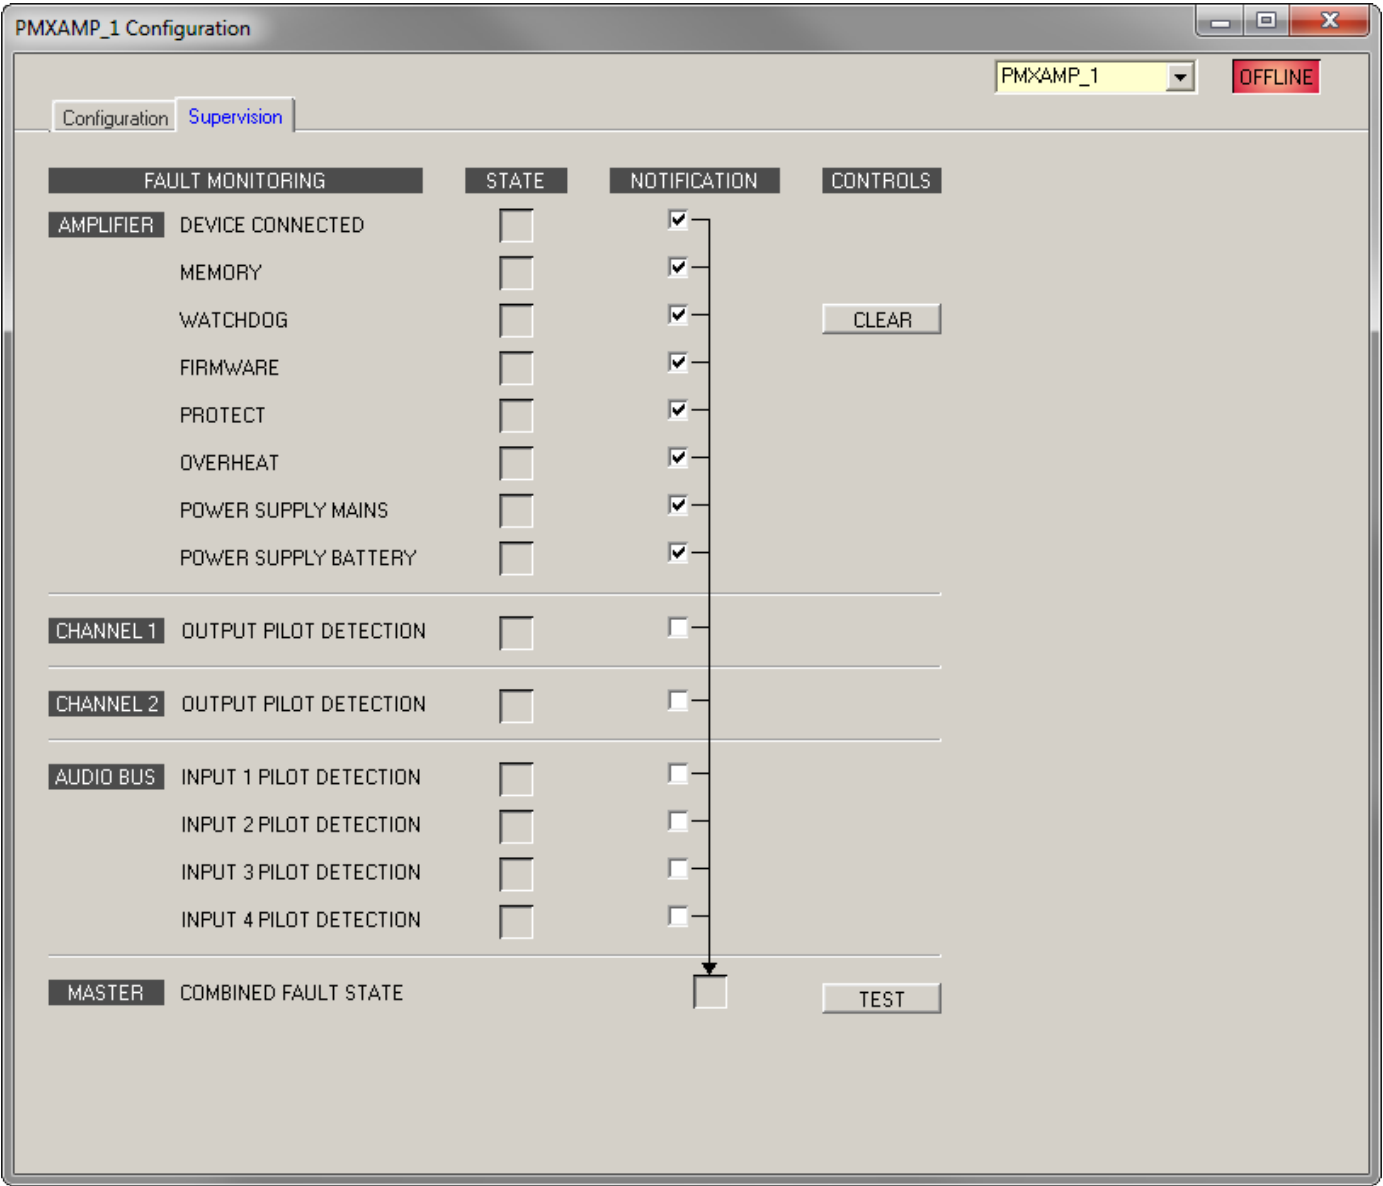 PMXAMP_1 Configuration
PMXAMP_1 OFFLINE
Configuration Supervision
FAULT MONITORING STATE NOTIFICATION CONTROLS
AMPLIFIER DEVICE CONNECTED
MEMORY
WATCHDOG CLEAR
FIRMWARE
PROTECT
OVERHEAT
POWER SUPPLY MAINS
POWER SUPPLY BATTERY
CHANNEL 1 OUTPUT PILOT DETECTION
CHANNEL 2 OUTPUT PILOT DETECTION
AUDIO BUS INPUT 1 PILOT DETECTION
INPUT 2 PILOT DETECTION
INPUT 3 PILOT DETECTION
INPUT 4 PILOT DETECTION
MASTER COMBINED FAULT STATE TEST